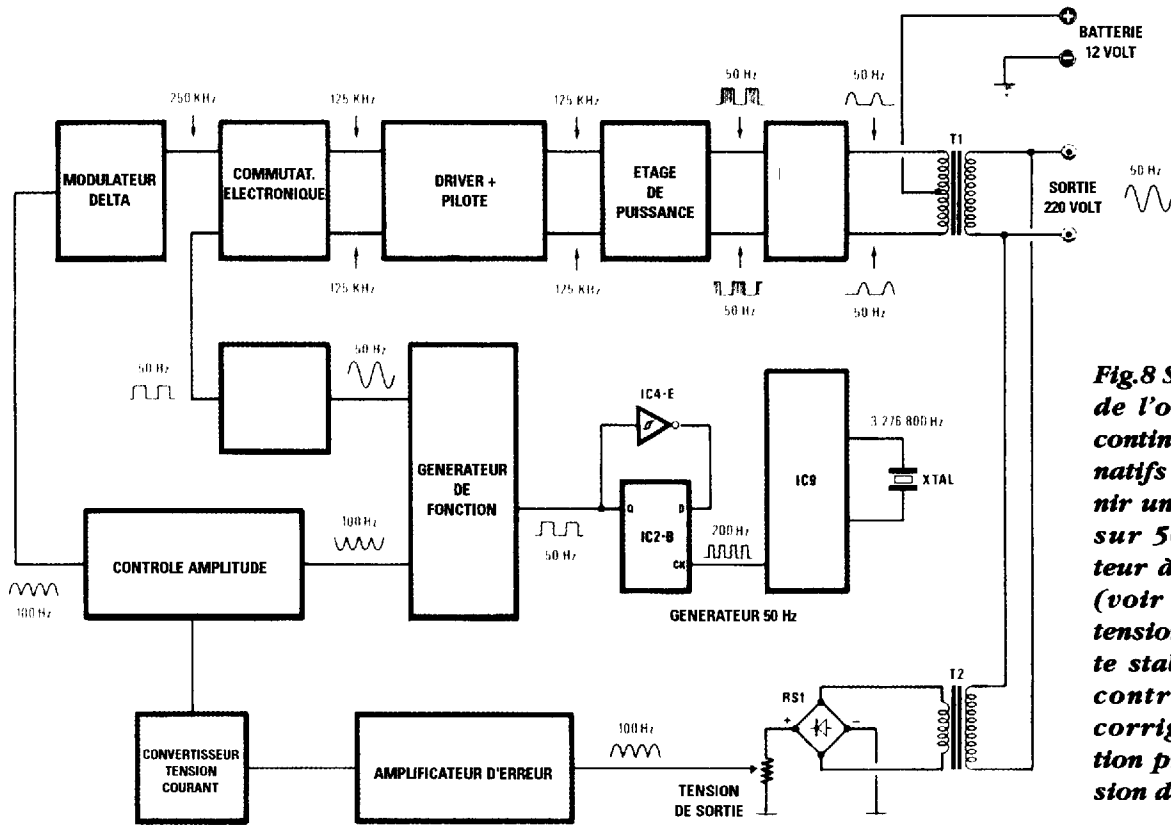 BATTERIE
12 VOLT
50 Hz
50 Hz
250 KHz
125 KHz
125 KHz
T1
MODULATEUR
DELTA
COMMUTAT.
ELECTRONIQUE
DRIVER +
PILOTE
ETAGE
DE
PUISSANCE
SORTIE
220 VOLT
50 Hz
125 KHz
125 KHz
50 Hz
50 Hz
50 Hz
50 Hz
GENERATEUR
DE
FONCTION
IC4-E
Q
D
IC2-B
CK
50 Hz
200 Hz
IC9
3.276.800 Hz
XTAL
GENERATEUR 50 Hz
CONTROLE AMPLITUDE
100 Hz
100 Hz
CONVERTISSEUR
TENSION
COURANT
AMPLIFICATEUR D'ERREUR
100 Hz
TENSION
DE SORTIE
RS1
+
−
T2
Fig.8 S
de l'o
contin
natifs
nir un
sur 5
teur à
(voir
tension
te stal
contr
corrig
tion p
sion d